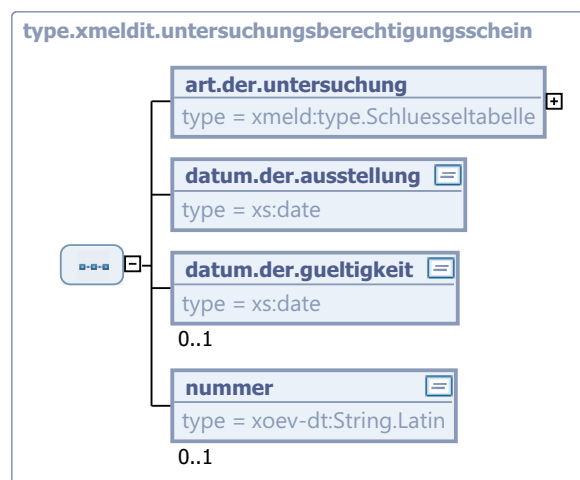 type.xmeldit.untersuchungsberechtigungsschein
art.der.untersuchung
type = xmeld:type.Schluesseltabelle
datum.der.ausstellung
type = xs:date
datum.der.gueltigkeit
type = xs:date
0..1
nummer
type = xoev-dt:String.Latin
0..1